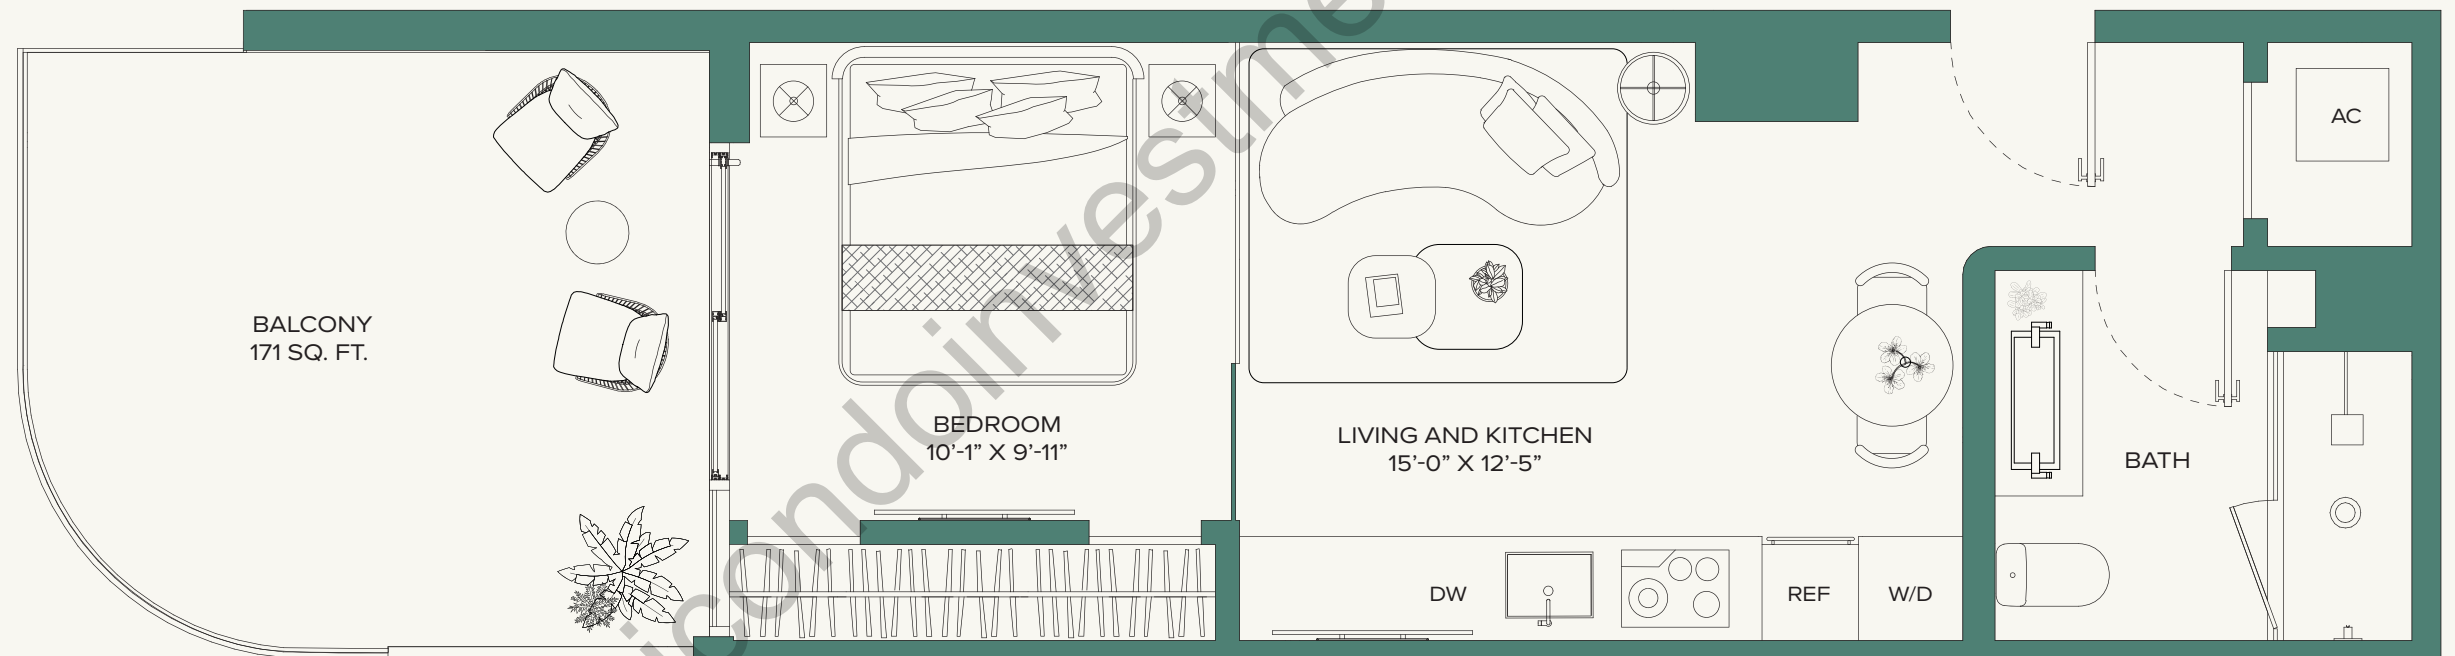 BALCONY
171 SQ. FT.
BEDROOM
10’-1” X 9’-11”
LIVING AND KITCHEN
15’-0” X 12’-5”
AC
BATH
DW
REF
W/D
icondoinvestme